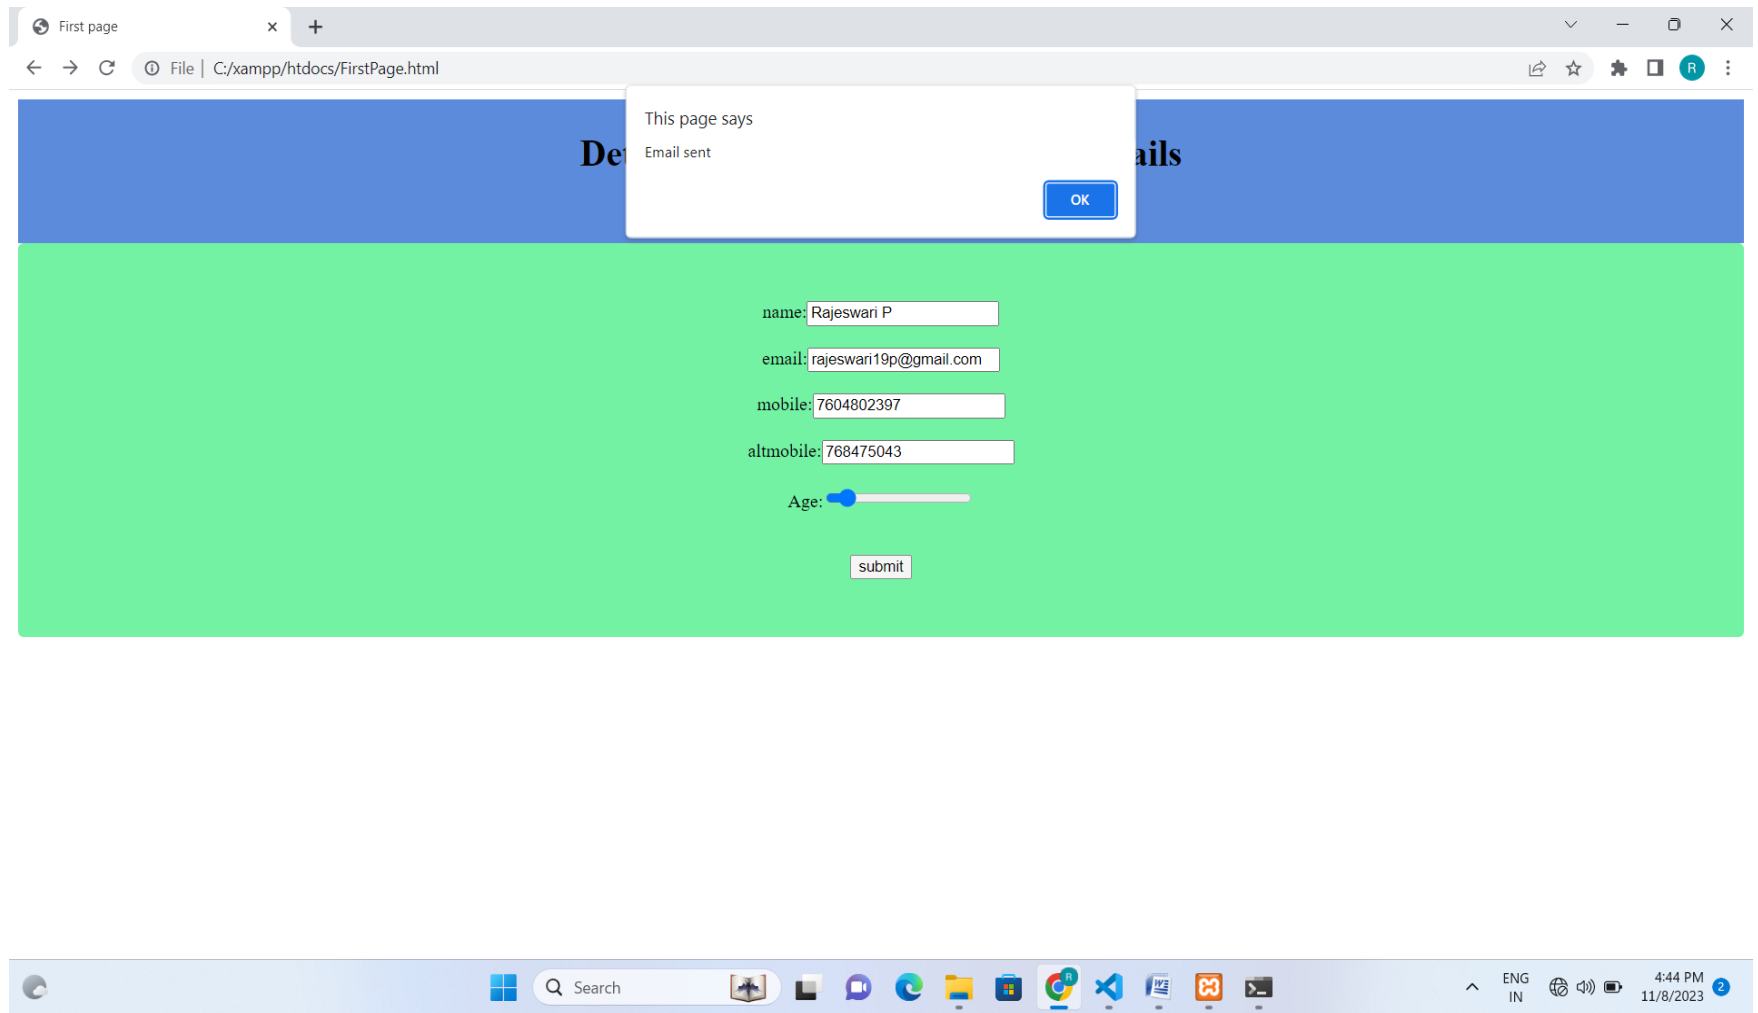 First page
File | C:/xampp/htdocs/FirstPage.html
R
This page says
Email sent
OK
ails
name: Rajeswari P
email: rajeswari19p@gmail.com
mobile: 7604802397
altmobile: 768475043
Age:
submit
Search
R
ENG
IN
4:44 PM
11/8/2023
2